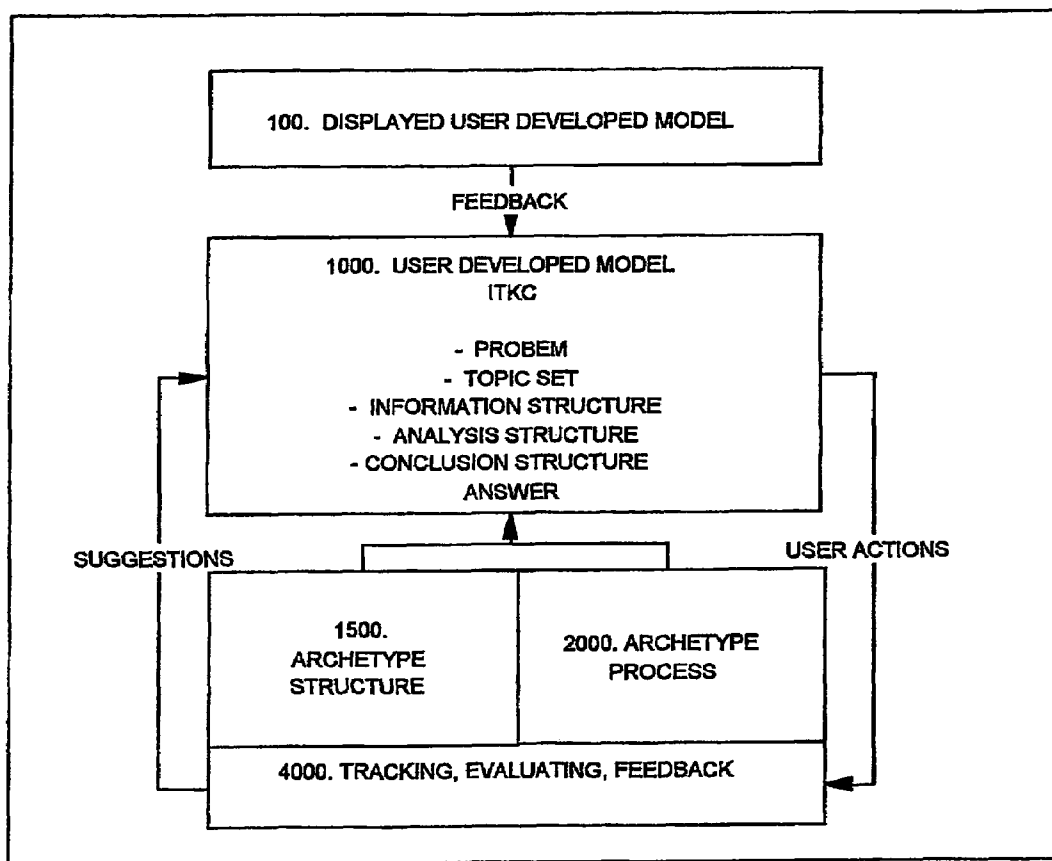 100. DISPLAYED USER DEVELOPED MODEL
FEEDBACK
1000. USER DEVELOPED MODEL
ITKC
- PROBEM
- TOPIC SET
- INFORMATION STRUCTURE
- ANALYSIS STRUCTURE
- CONCLUSION STRUCTURE
ANSWER
SUGGESTIONS
USER ACTIONS
1500.
ARCHETYPE
STRUCTURE
2000. ARCHETYPE
PROCESS
4000. TRACKING, EVALUATING, FEEDBACK